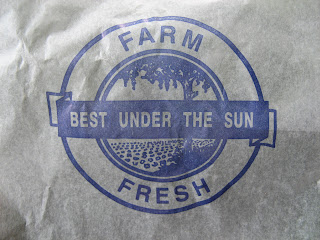 FARM
BEST UNDER THE SUN
FRESH